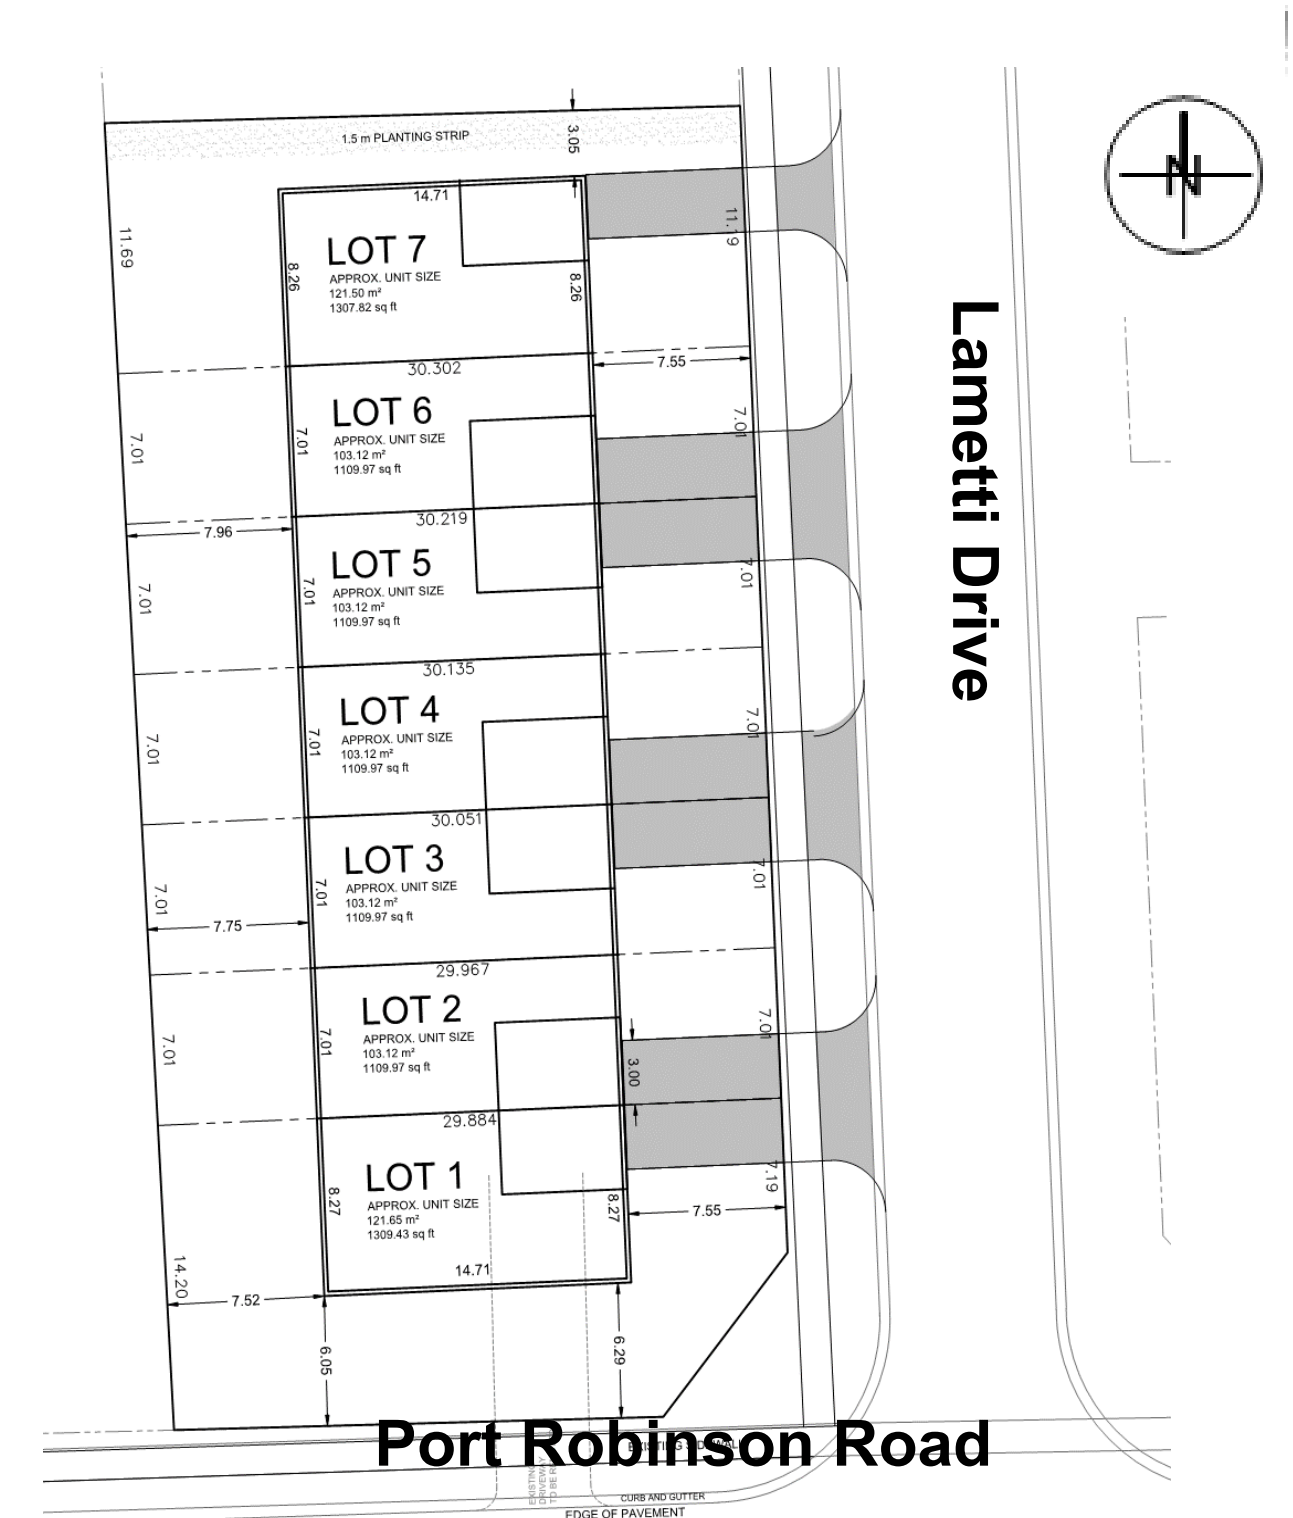 1.5 m PLANTING STRIP
3.05
N
14.71
11.69
11.19
LOT 7
APPROX. UNIT SIZE
121.50 m²
1307.82 sq ft
8.26
8.26
30.302
7.55
LOT 6
APPROX. UNIT SIZE
103.12 m²
1109.97 sq ft
7.01
7.01
7.01
30.219
7.96
LOT 5
APPROX. UNIT SIZE
103.12 m²
1109.97 sq ft
7.01
7.01
7.01
Lametti Drive
30.135
LOT 4
APPROX. UNIT SIZE
103.12 m²
1109.97 sq ft
7.01
7.01
7.01
30.051
LOT 3
APPROX. UNIT SIZE
103.12 m²
1109.97 sq ft
7.01
7.01
7.01
7.75
29.967
LOT 2
APPROX. UNIT SIZE
103.12 m²
1109.97 sq ft
7.01
7.01
7.01
3.00
29.884
LOT 1
APPROX. UNIT SIZE
121.65 m²
1309.43 sq ft
8.27
8.27
7.19
7.55
14.71
14.20
7.52
6.05
6.29
Port Robinson Road
EXISTING
EXISTING
DRIVEWAY
TO BE
CURB AND GUTTER
EDGE OF PAVEMENT